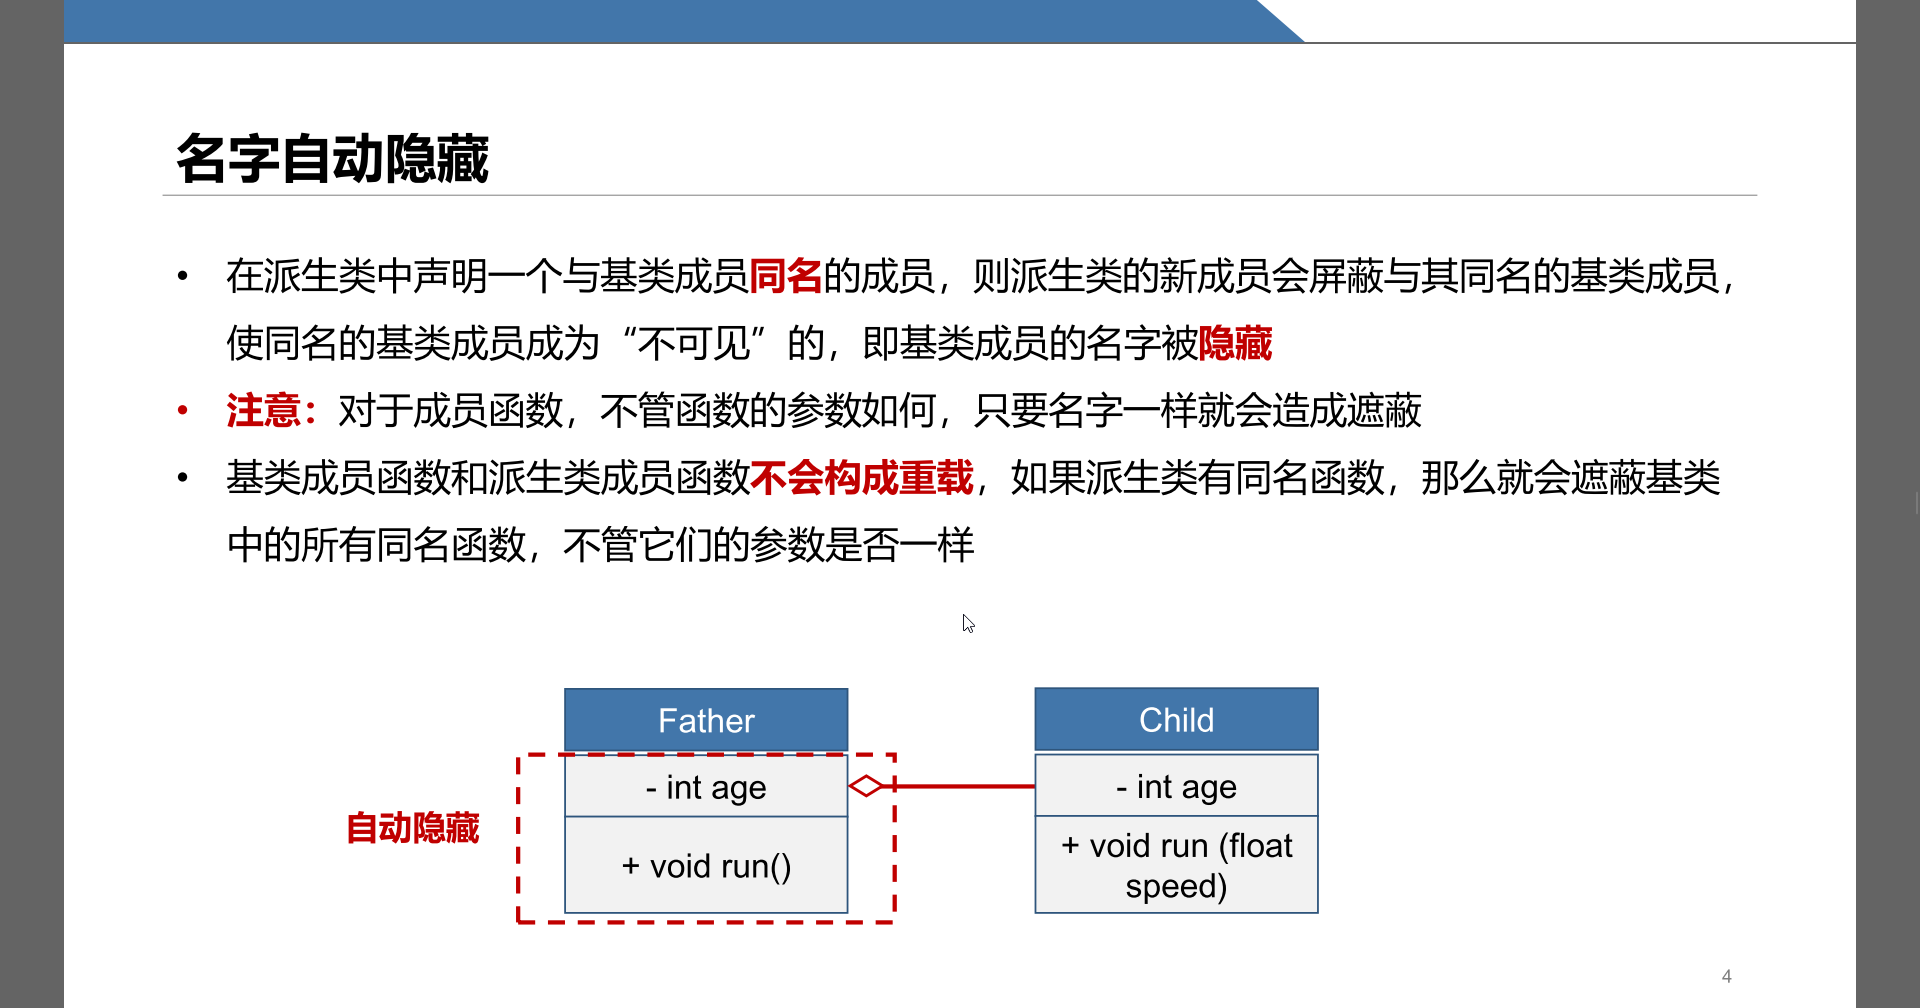 名字自动隐藏
• 在派生类中声明一个与基类成员同名的成员，则派生类的新成员会屏蔽与其同名的基类成员，
使同名的基类成员成为“不可见”的，即基类成员的名字被隐藏
• 注意：对于成员函数，不管函数的参数如何，只要名字一样就会造成遮蔽
• 基类成员函数和派生类成员函数不会构成重载，如果派生类有同名函数，那么就会遮蔽基类
中的所有同名函数，不管它们的参数是否一样
Father
- int age
+ void run()
自动隐藏
Child
- int age
+ void run (float
speed)
4